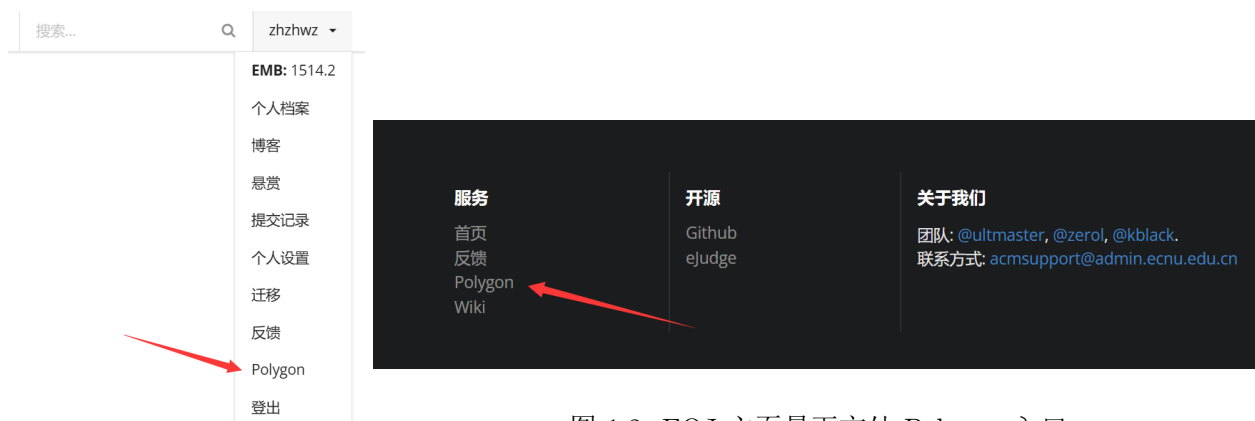 搜索...
zhzhwz
EMB: 1514.2
个人档案
博客
悬赏
提交记录
个人设置
迁移
反馈
Polygon
登出
服务
首页
反馈
Polygon
Wiki
开源
Github
eJudge
关于我们
团队: @ultmaster, @zerol, @kblack.
联系方式: acmsupport@admin.ecnu.edu.cn